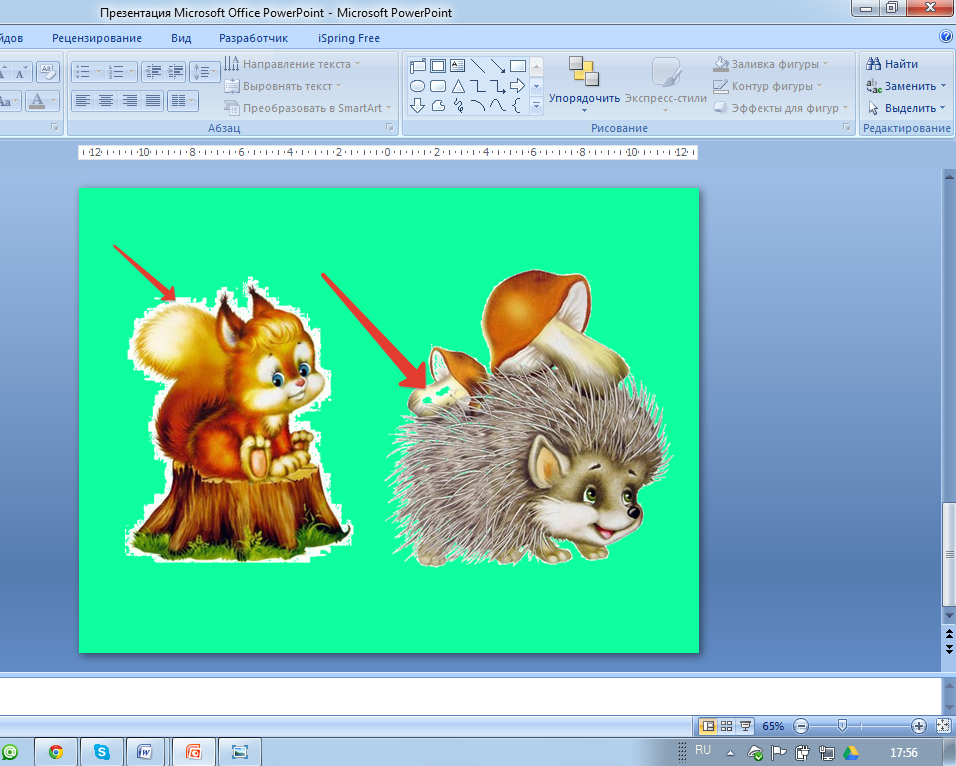 Презентация Microsoft Office PowerPoint - Microsoft PowerPoint
йдов Рецензирование Вид Разработчик iSpring Free
Направление текста
Выровнять текст
Преобразовать в SmartArt
Абзац
Упорядочить
Экспресс-стили
Заливка фигуры
Контур фигуры
Эффекты для фигур
Рисование
Найти
Заменить
Выделить
Редактирование
12 10 8 6 4 2 0 2 4 6 8 10 12
65%
RU
17:56